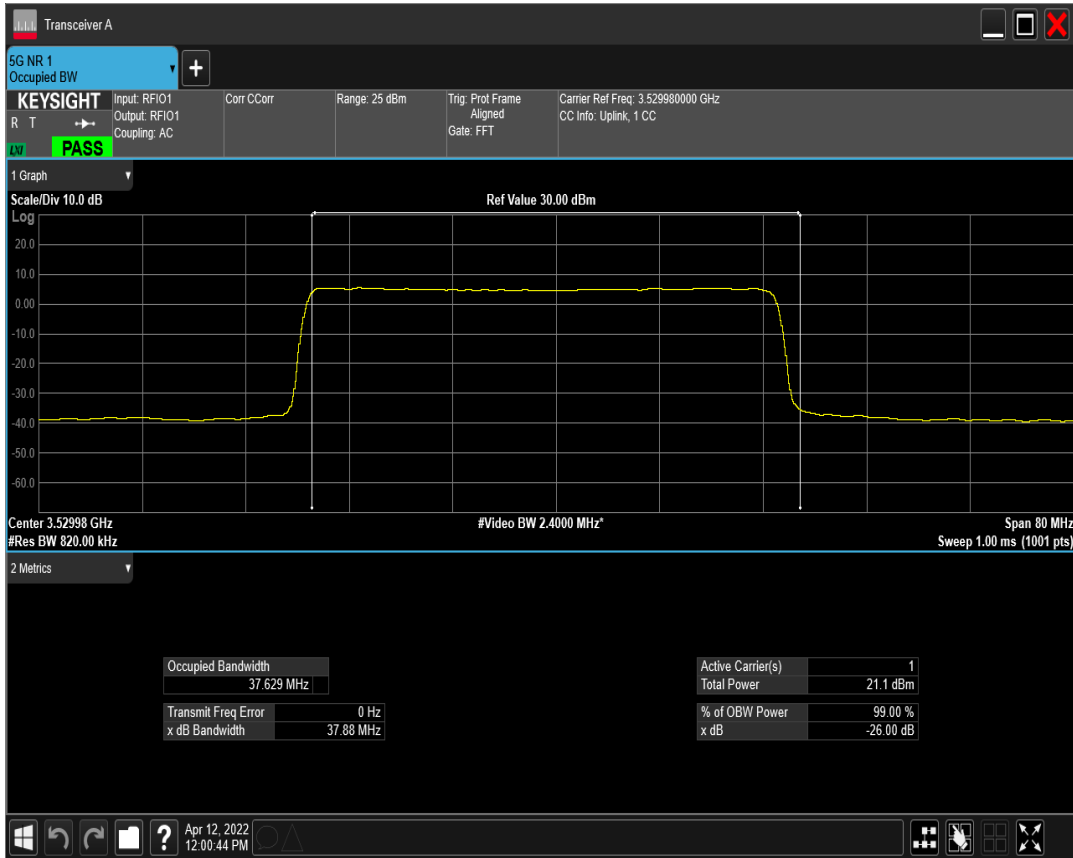 Transceiver A
5G NR 1
Occupied BW
+
KEYSIGHT
R T
LXI
PASS
Input: RFIO1
Output: RFIO1
Coupling: AC
Corr CCorr
Range: 25 dBm
Trig: Prot Frame
Aligned
Gate: FFT
Carrier Ref Freq: 3.529980000 GHz
CC Info: Uplink, 1 CC
1 Graph
Scale/Div 10.0 dB
Ref Value 30.00 dBm
Log
20.0
10.0
0.00
-10.0
-20.0
-30.0
-40.0
-50.0
-60.0
Center 3.52998 GHz
#Video BW 2.4000 MHz*
Span 80 MHz
#Res BW 820.00 kHz
Sweep 1.00 ms (1001 pts)
2 Metrics
Occupied Bandwidth
37.629 MHz
Transmit Freq Error 0 Hz
x dB Bandwidth 37.88 MHz
Active Carrier(s) 1
Total Power 21.1 dBm
% of OBW Power 99.00 %
x dB -26.00 dB
?
Apr 12, 2022
12:00:44 PM